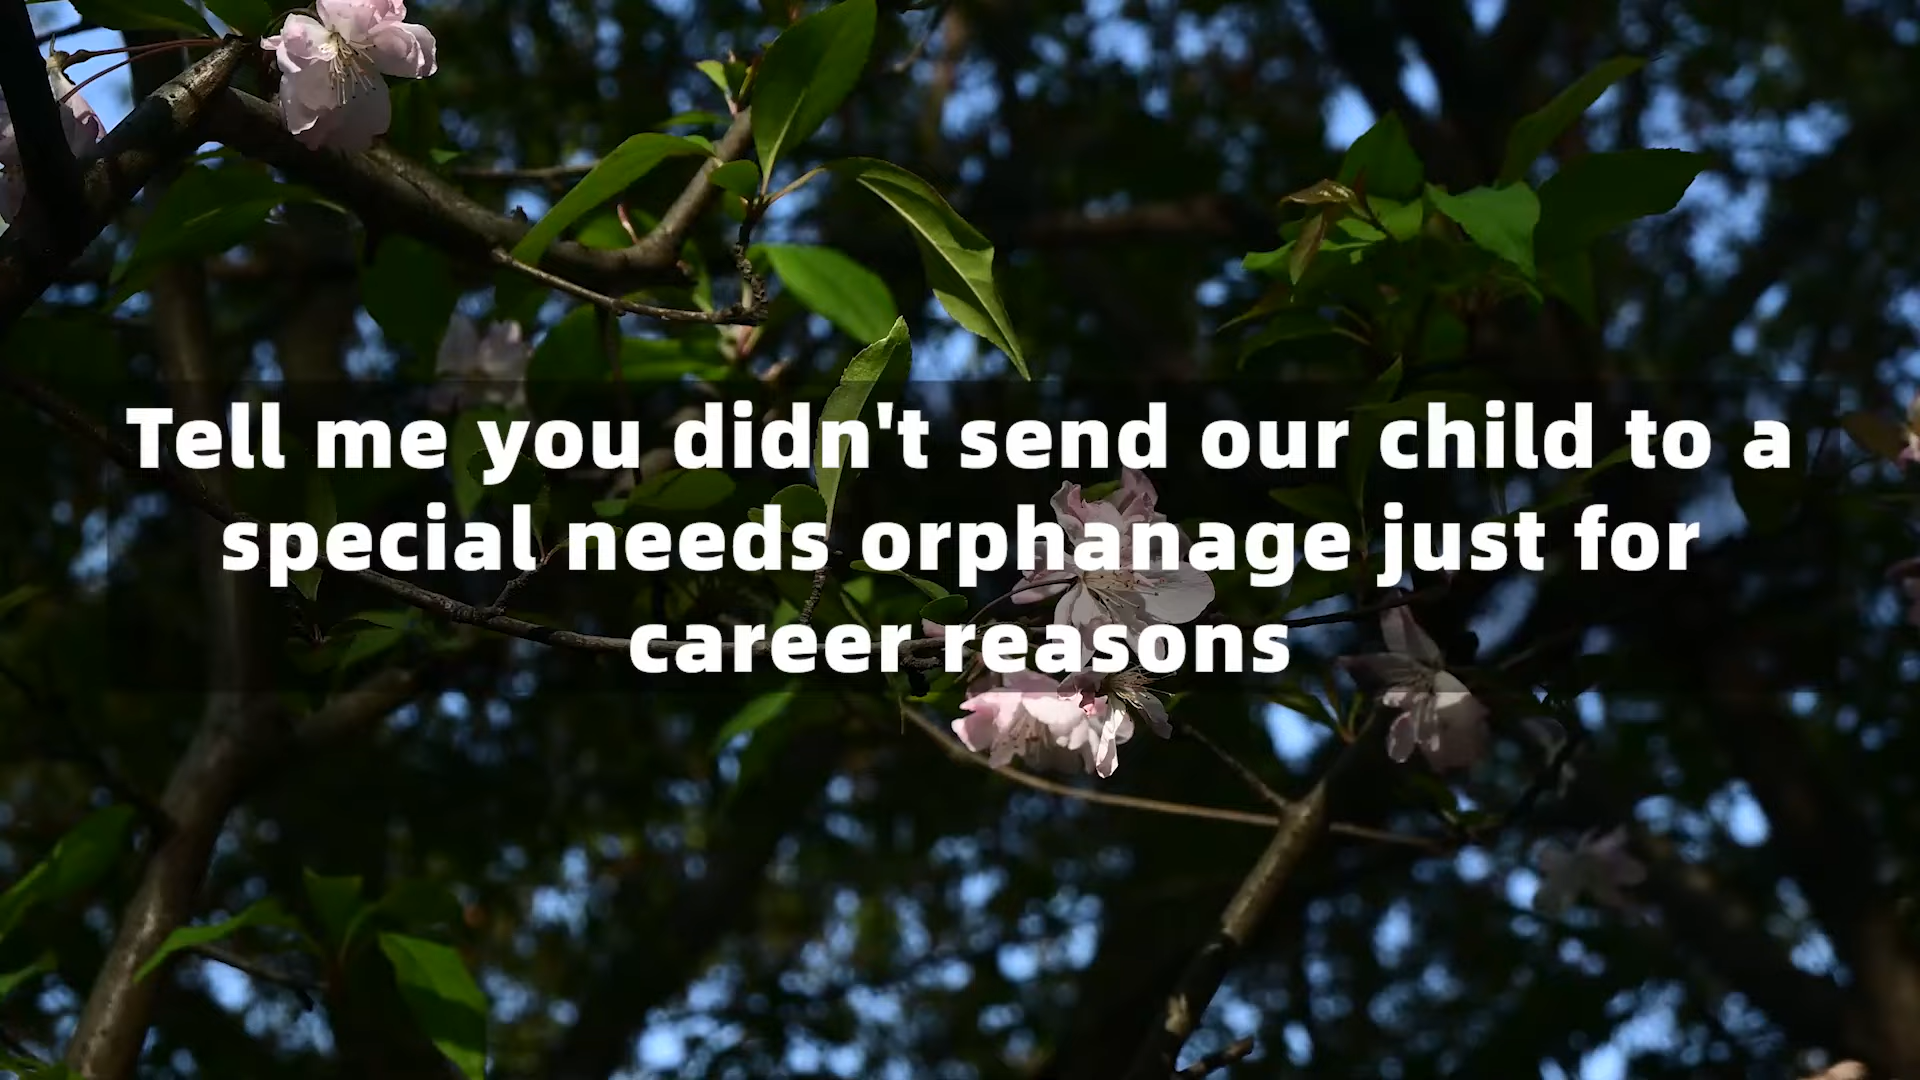 Tell me you didn't send our child to a
special needs orphanage just for
career reasons